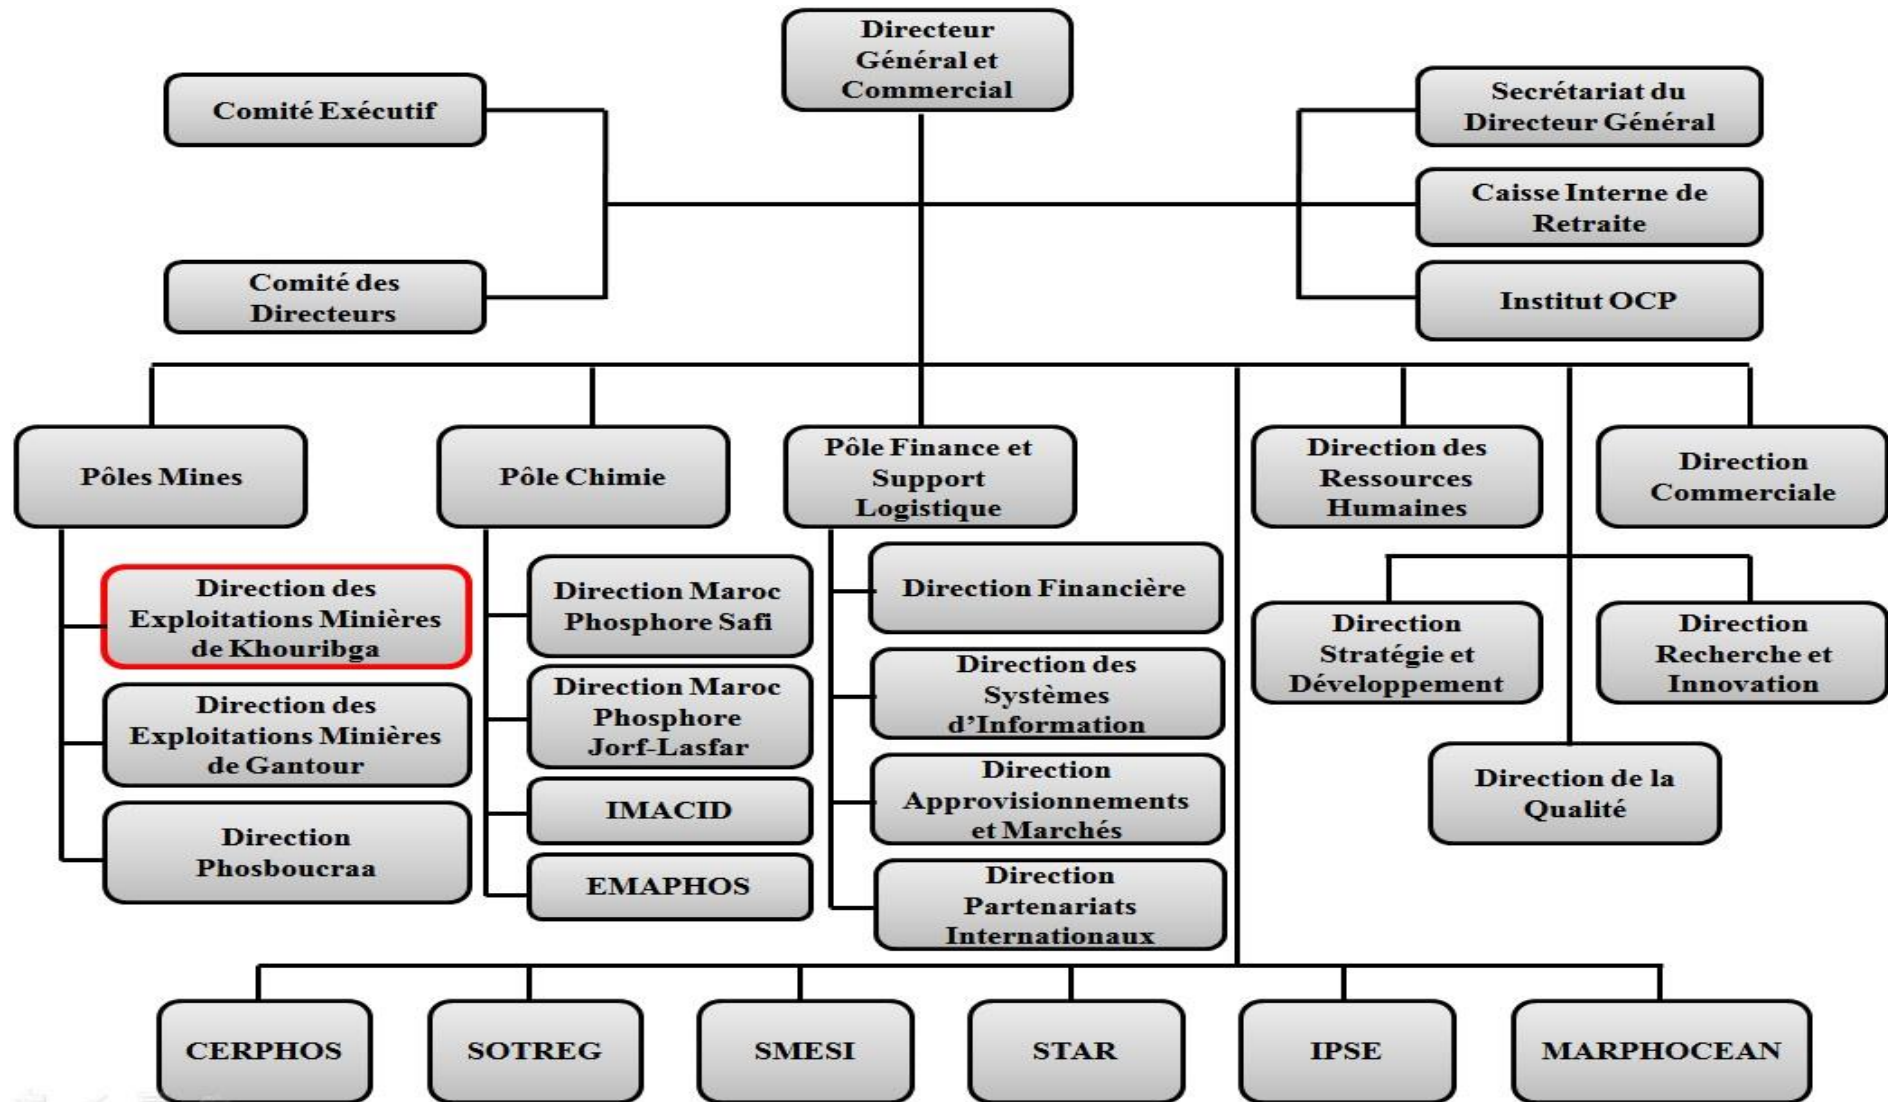 Directeur
Général et
Commercial
Comité Exécutif
Secrétariat du
Directeur Général
Caisse Interne de
Retraite
Comité des
Directeurs
Institut OCP
Pôles Mines
Pôle Chimie
Pôle Finance et
Support
Logistique
Direction des
Ressources
Humaines
Direction
Commerciale
Direction des
Exploitations Minières
de Khouribga
Direction des
Exploitations Minières
de Gantour
Direction
Phosboucraa
Direction Maroc
Phosphore Safi
Direction Maroc
Phosphore
Jorf-Lasfar
IMACID
EMAPHOS
Direction Financière
Direction des
Systèmes
d’Information
Direction
Approvisionnements
et Marchés
Direction
Partenariats
Internationaux
Direction
Stratégie et
Développement
Direction
Recherche et
Innovation
Direction de la
Qualité
CERPHOS
SOTREG
SMESI
STAR
IPSE
MARPHOCEAN